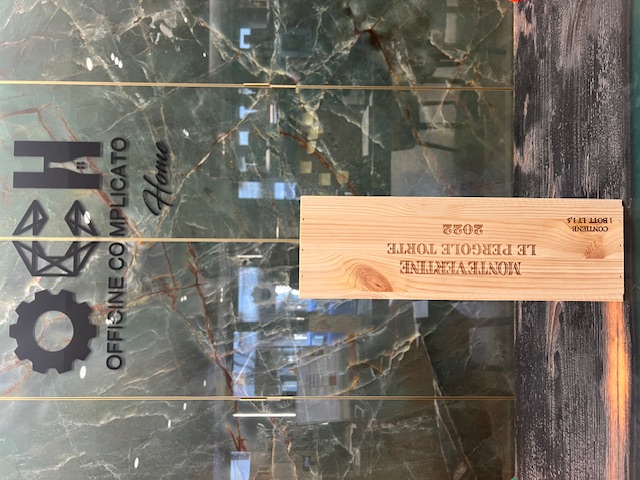 OFFICINE COMPLICATO
Home
MONTEVERTINE
LE PERGOLE TORTE
2022
CONTIENE
1 BOTT. LT 1,5